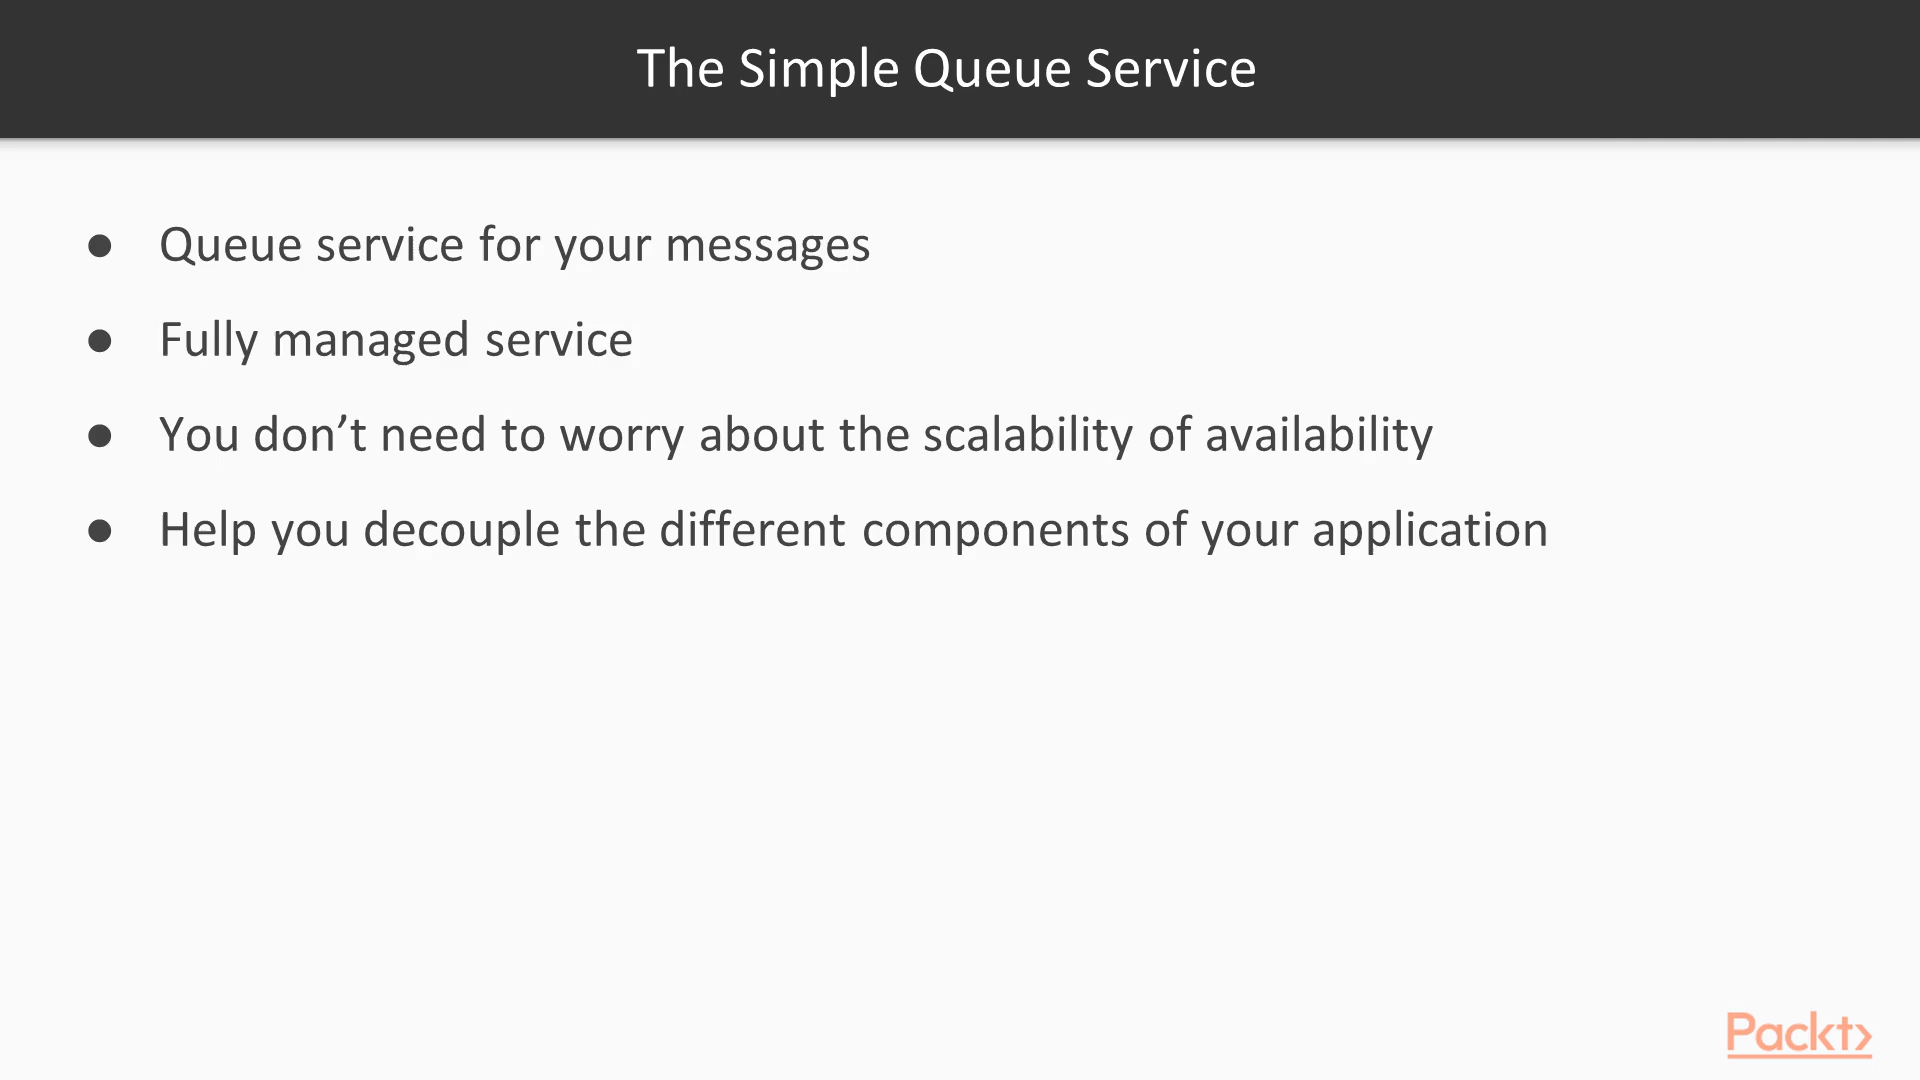 The Simple Queue Service
● Queue service for your messages
● Fully managed service
● You don’t need to worry about the scalability of availability
● Help you decouple the different components of your application
Packt>